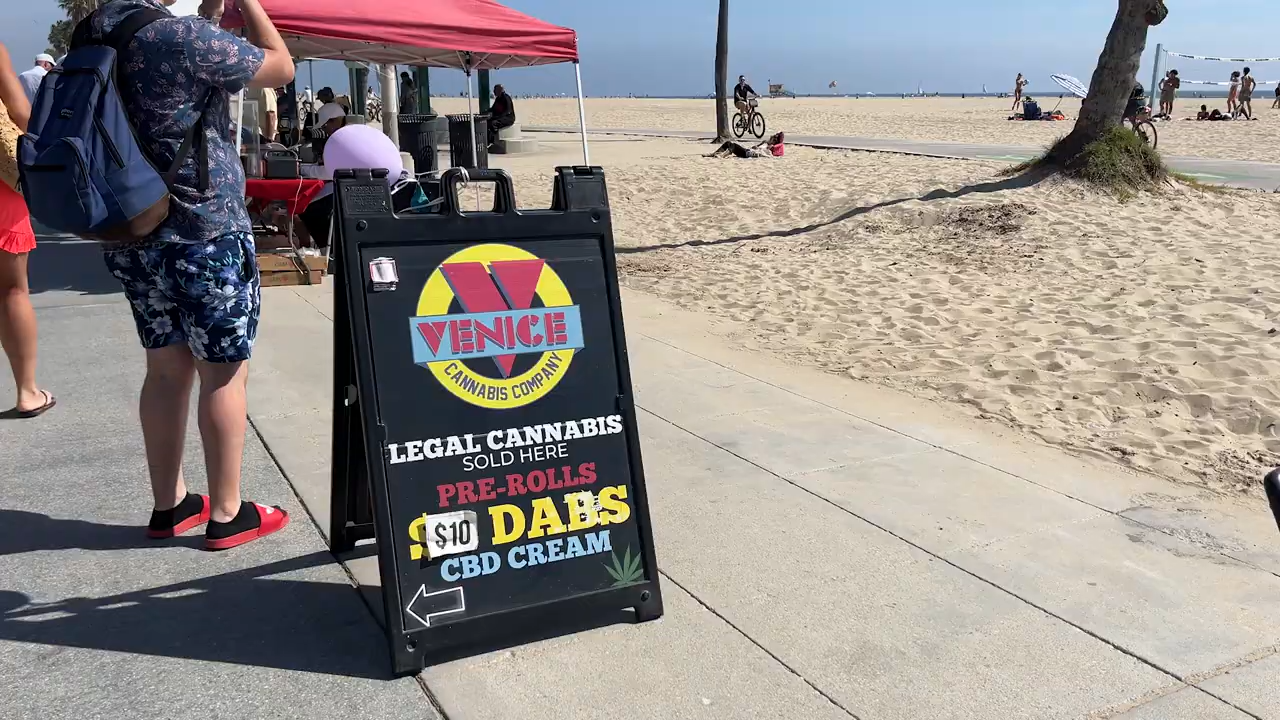 VENICE
CANNABIS COMPANY
LEGAL CANNABIS
SOLD HERE
PRE-ROLLS
$10 DABS
CBD CREAM